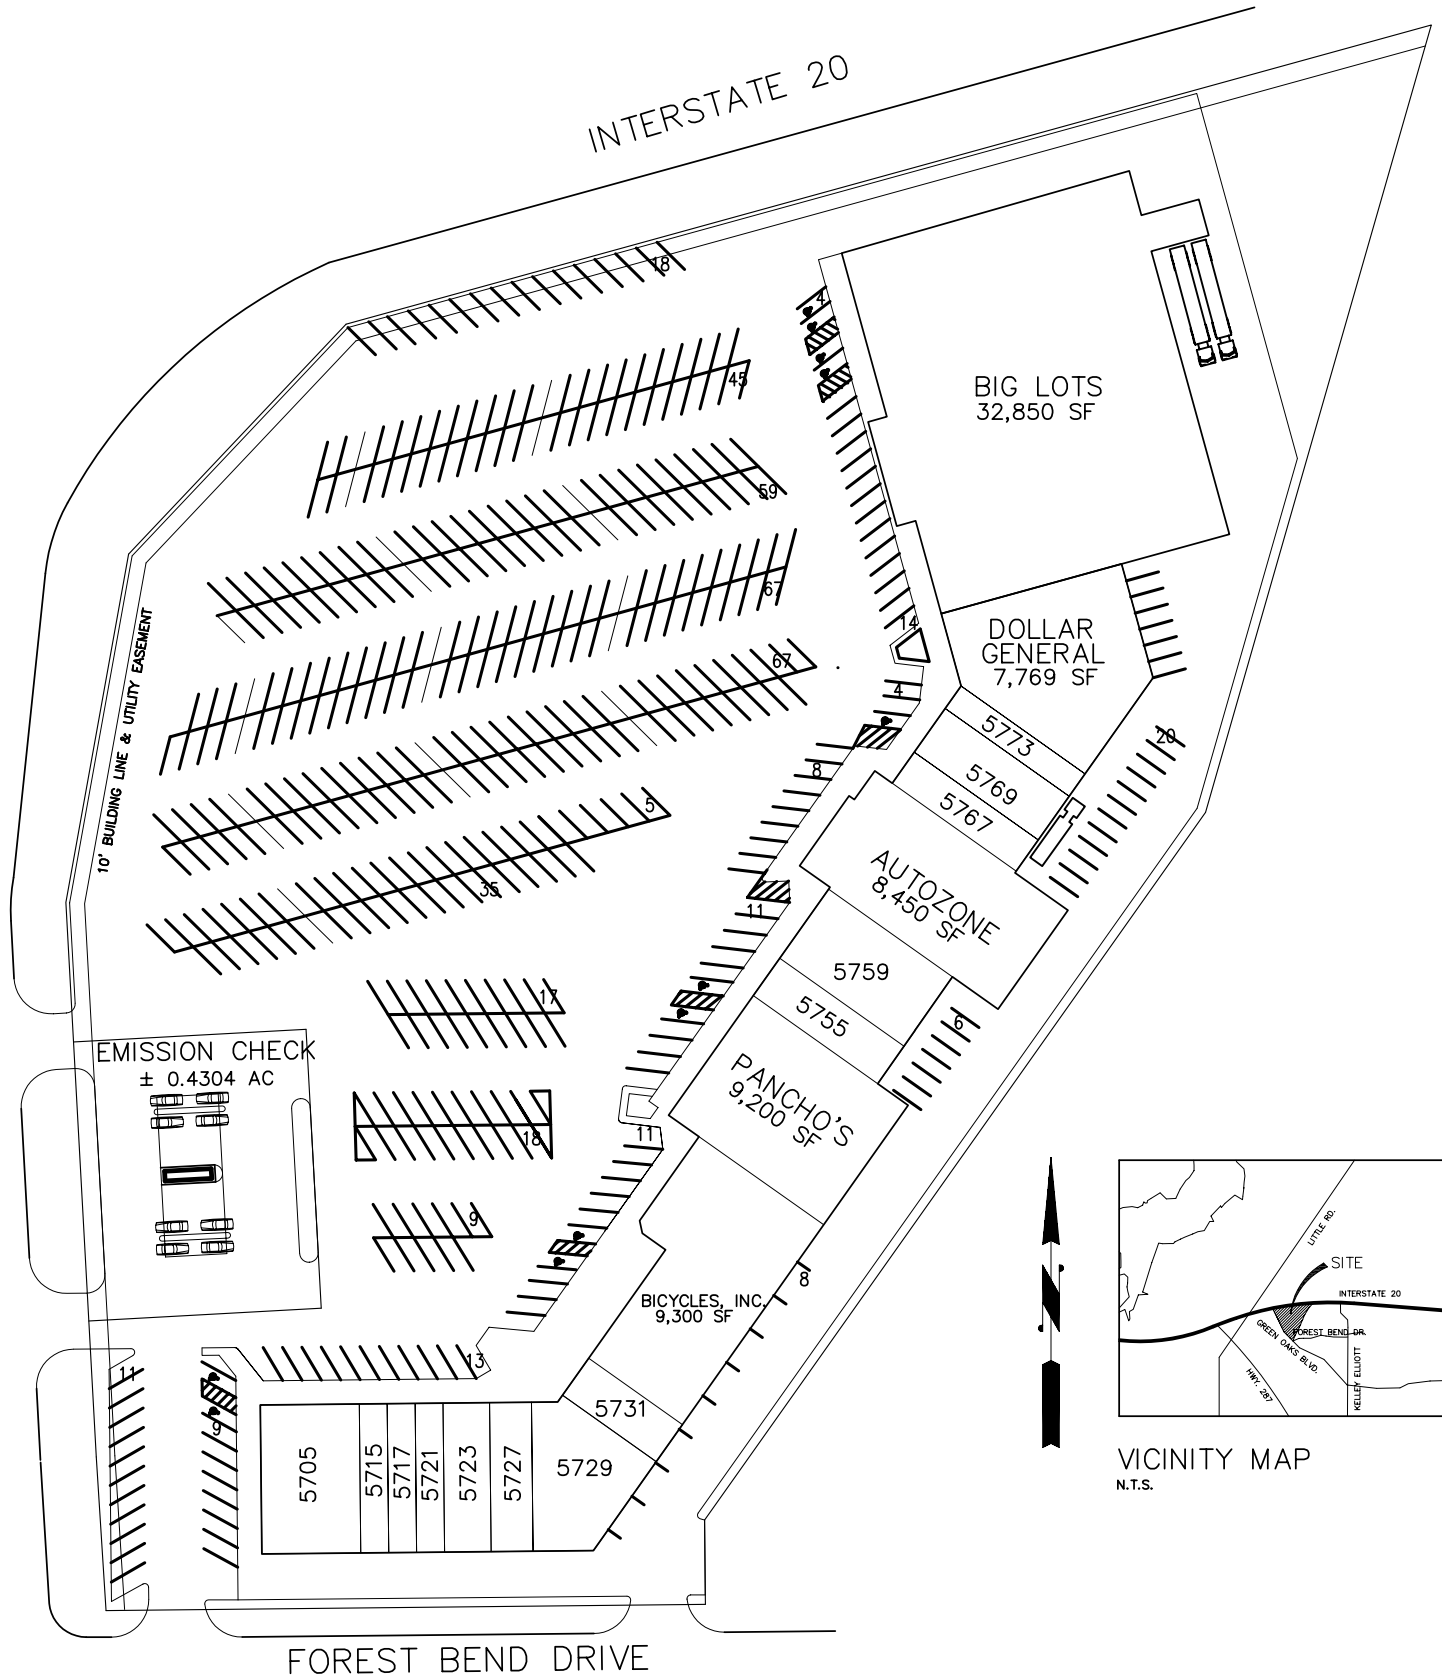 INTERSTATE 20
18
4
45
BIG LOTS
32,850 SF
59
67
14
DOLLAR
GENERAL
7,769 SF
10' BUILDING LINE & UTILITY EASEMENT
67
4
5773
20
8
5769
5767
5
AUTOZONE
8,450 SF
35
11
5759
17
5755
6
EMISSION CHECK
± 0.4304 AC
PANCHO'S
9,200 SF
18
11
9
8
BICYCLES, INC.
9,300 SF
13
11
9
5731
5729
5705
5715
5717
5721
5723
5727
N
LITTLE RD.
SITE
INTERSTATE 20
GREEN OAKS BLVD.
FOREST BEND DR.
HWY. 287
KELLEY ELLIOTT
VICINITY MAP
N.T.S.
FOREST BEND DRIVE